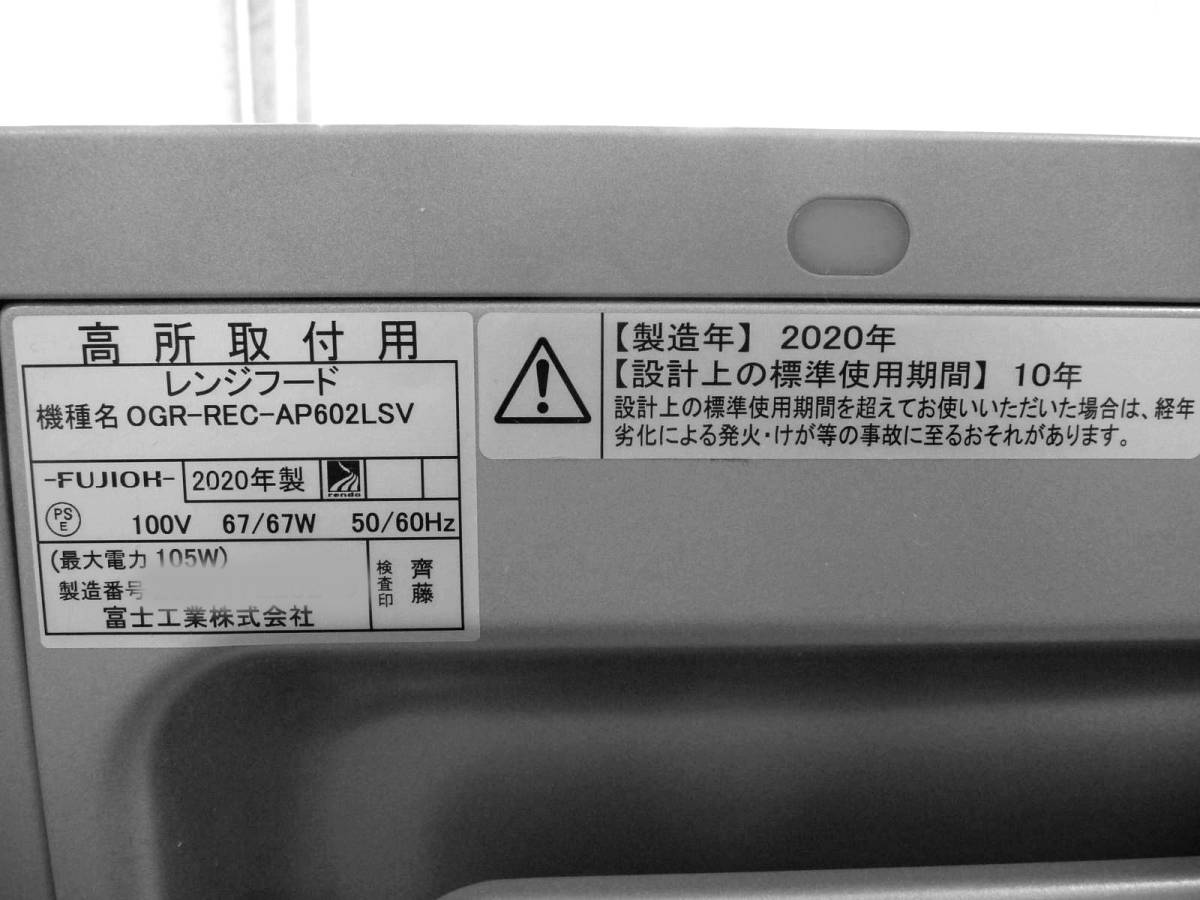 高所取付用
レンジフード
機種名 OGR-REC-AP602LSV
-FUJIOH- 2020年製 rendo
PSE 100V 67/67W 50/60Hz
(最大電力 105W)
製造番号
富士工業株式会社
検査印 齊藤
【製造年】 2020年
【設計上の標準使用期間】 10年
設計上の標準使用期間を超えてお使いいただいた場合は、経年
劣化による発火・けが等の事故に至るおそれがあります。